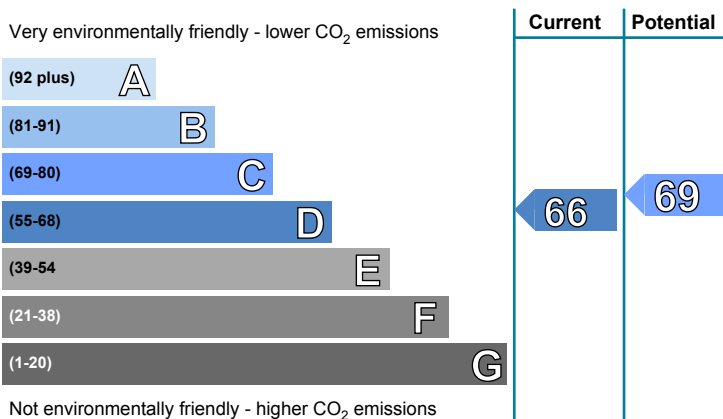 Very environmentally friendly - lower CO2 emissions
Current
Potential
(92 plus) A
(81-91) B
(69-80) C
(55-68) D
66
69
(39-54 E
(21-38) F
(1-20) G
Not environmentally friendly - higher CO2 emissions